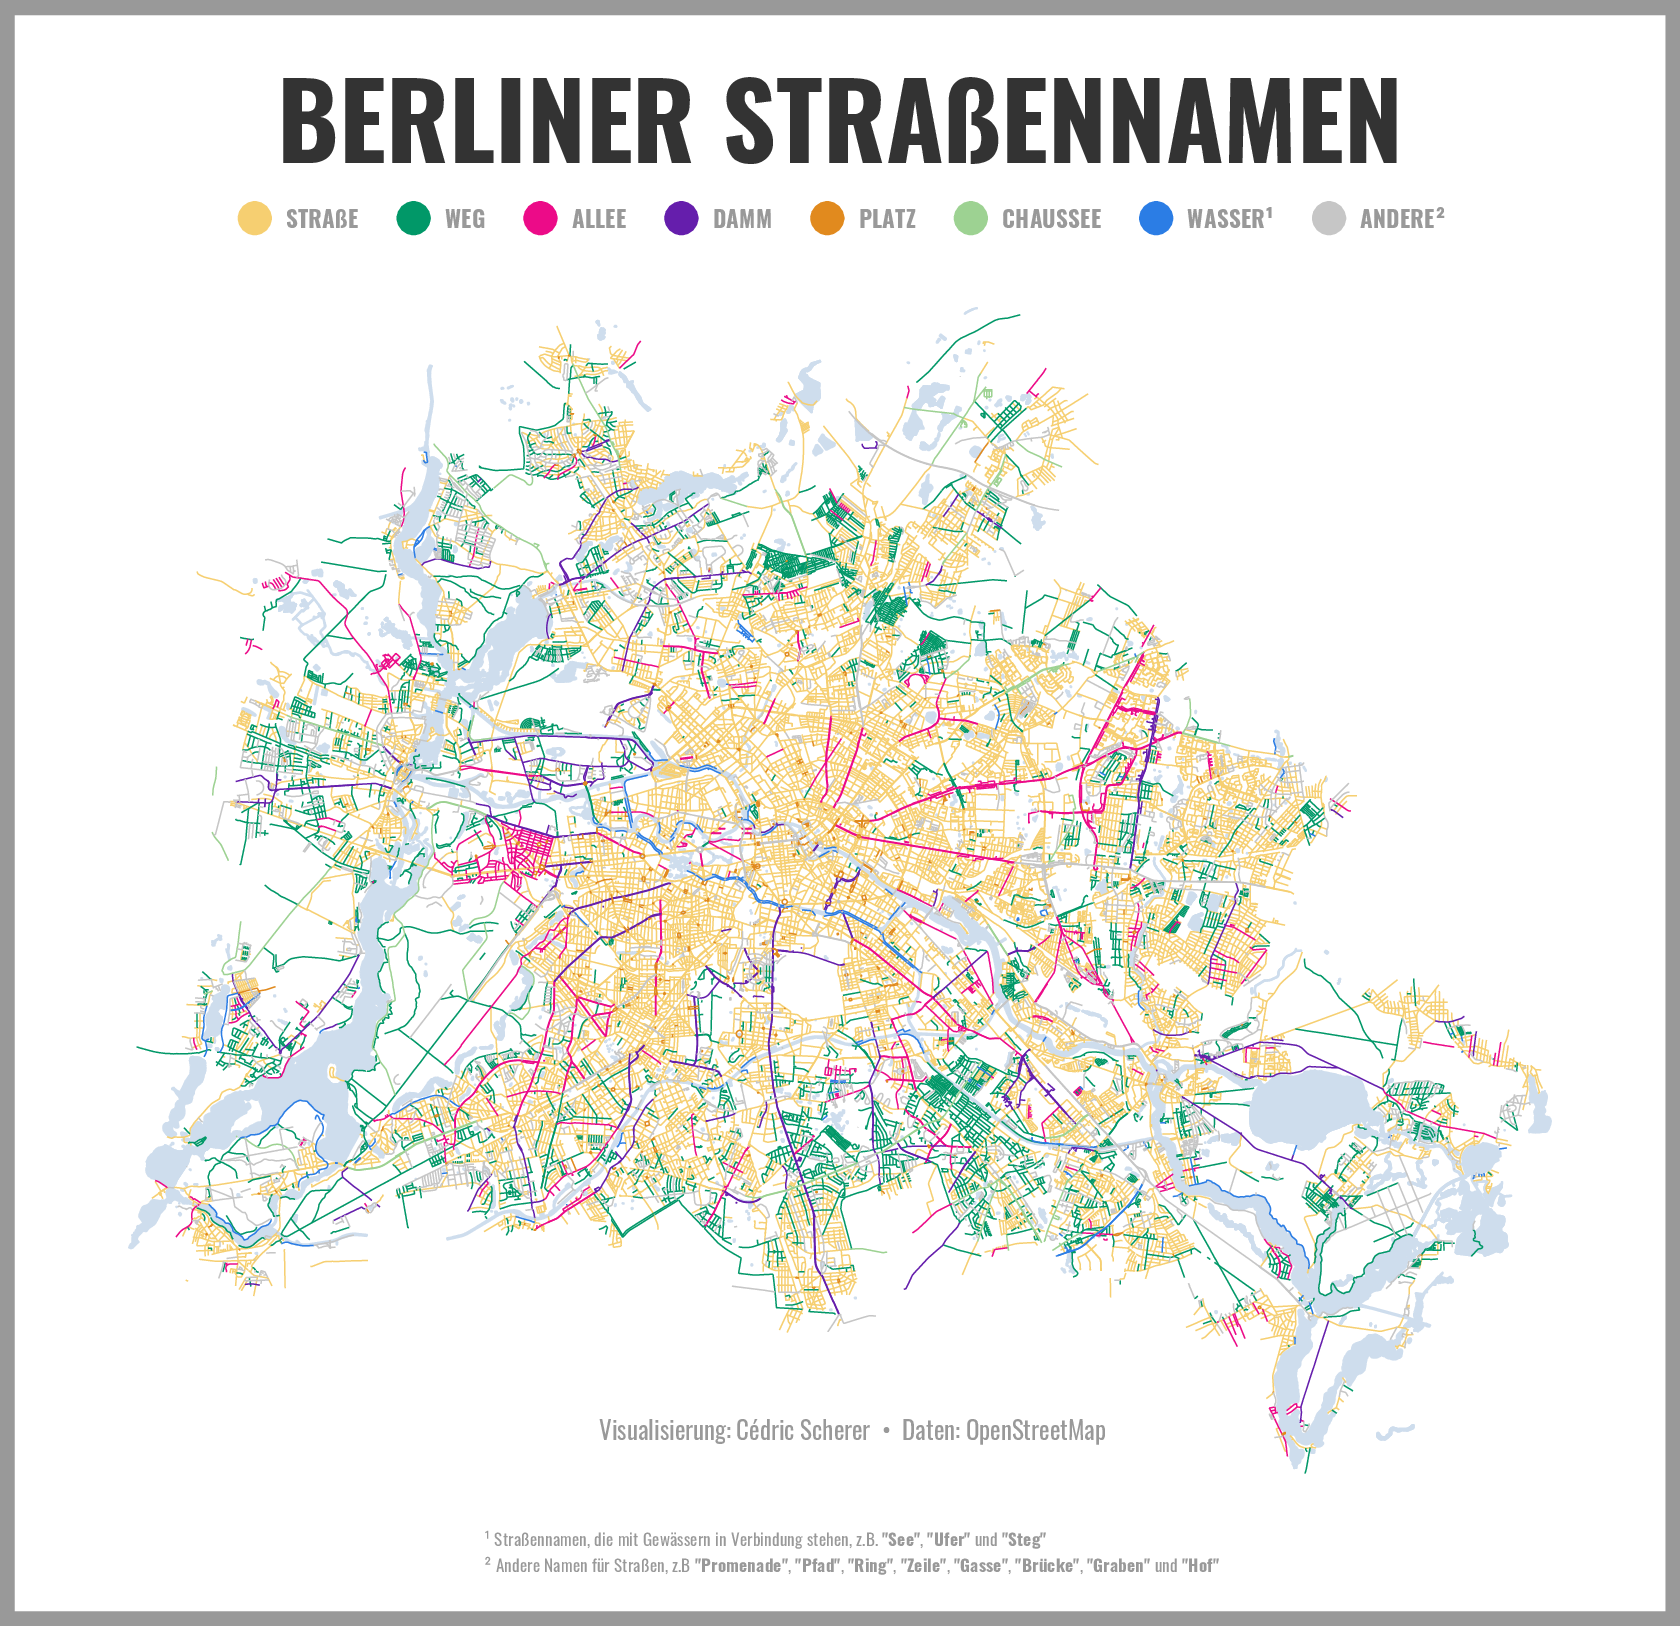 BERLINER STRAßENNAMEN
STRAßE WEG ALLEE DAMM PLATZ CHAUSSEE WASSER¹ ANDERE²
Visualisierung: Cédric Scherer • Daten: OpenStreetMap
¹ Straßennamen, die mit Gewässern in Verbindung stehen, z.B. "See", "Ufer" und "Steg"
² Andere Namen für Straßen, z.B "Promenade", "Pfad", "Ring", "Zeile", "Gasse", "Brücke", "Graben" und "Hof"